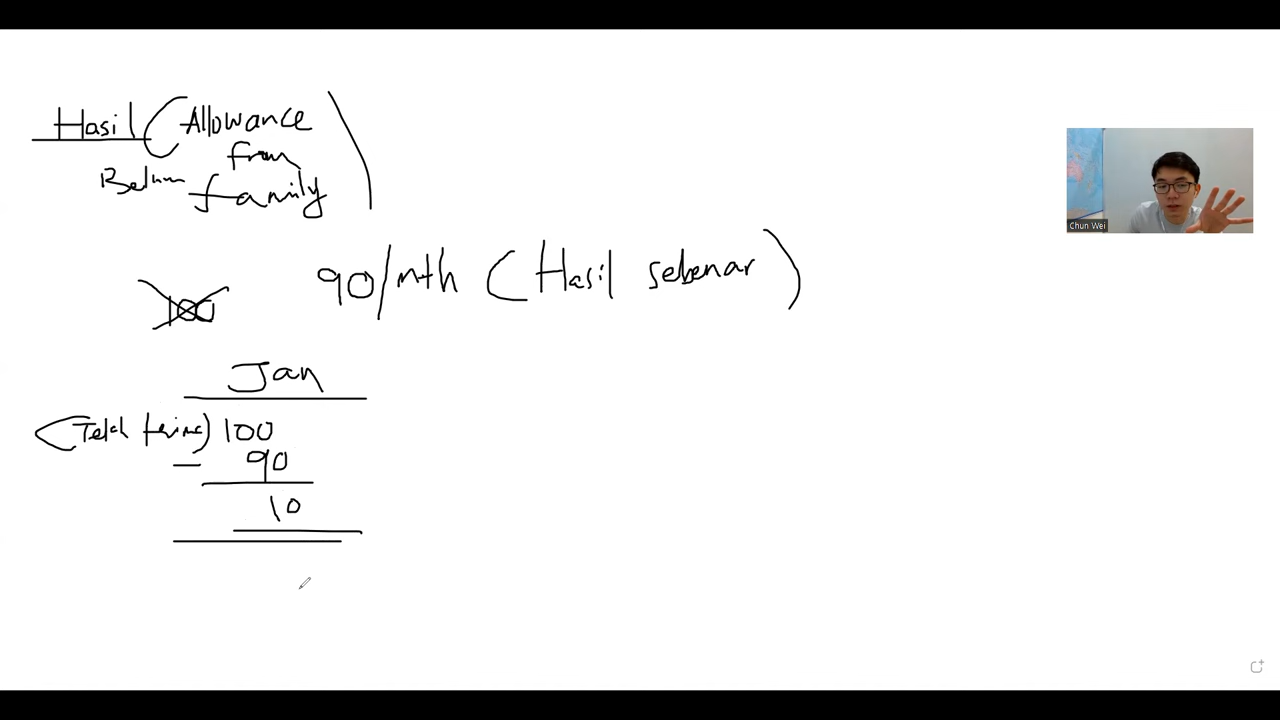 Hasil (Allowance
from
Belum family)
90/mth (Hasil sebenar)
100
Jan
(Telah terima) 100
- 90
10
Chun Wei